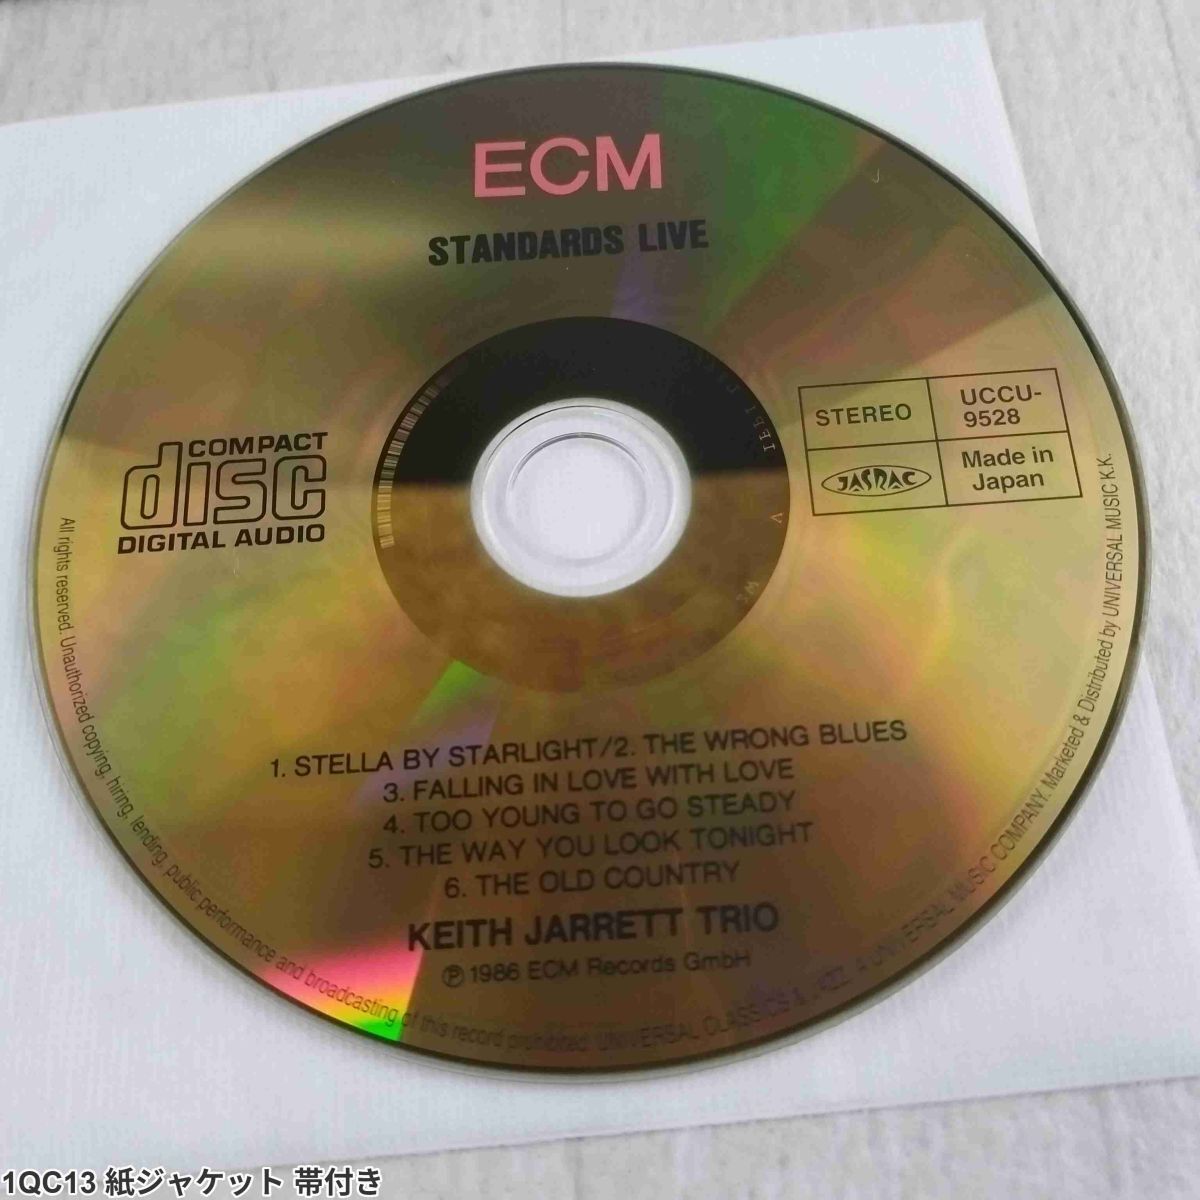 ECM
STANDARDS LIVE
COMPACT
disc
DIGITAL AUDIO
STEREO
UCCU-
9528
JASRAC
Made in
Japan
1. STELLA BY STARLIGHT/2. THE WRONG BLUES
3. FALLING IN LOVE WITH LOVE
4. TOO YOUNG TO GO STEADY
5. THE WAY YOU LOOK TONIGHT
6. THE OLD COUNTRY
KEITH JARRETT TRIO
℗ 1986 ECM Records GmbH
All rights reserved. Unauthorized copying, hiring, lending, public performance and broadcasting of this record prohibited. UNIVERSAL CLASSICS & JAZZ, A UNIVERSAL MUSIC COMPANY. Marketed & Distributed by UNIVERSAL MUSIC K.K.
1QC13 紙ジャケット 帯付き